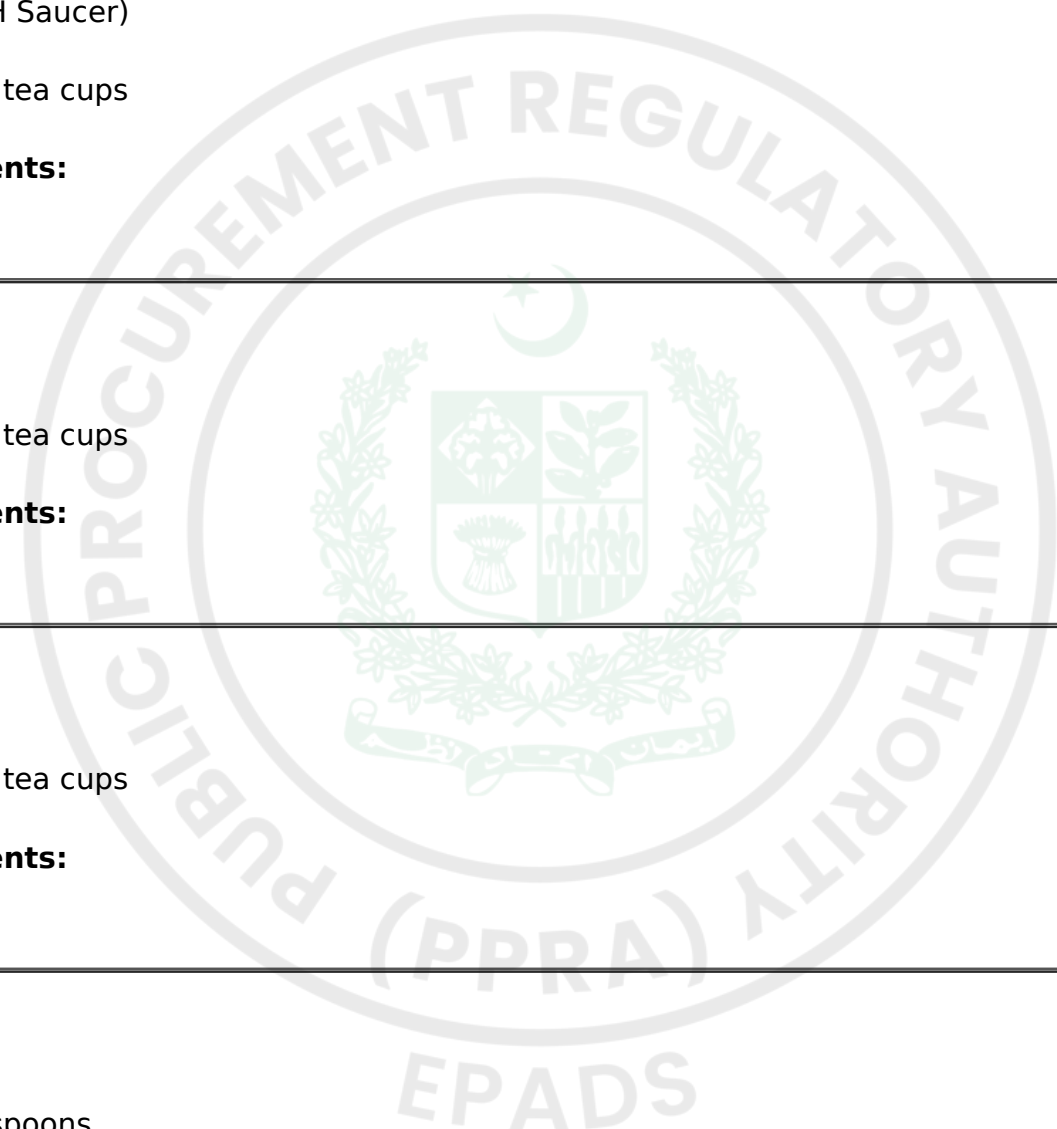 H Saucer)
tea cups
ents:
tea cups
ents:
tea cups
ents:
spoons
PUBLIC PROCUREMENT REGULATORY AUTHORITY
(PPRA)
EPADS